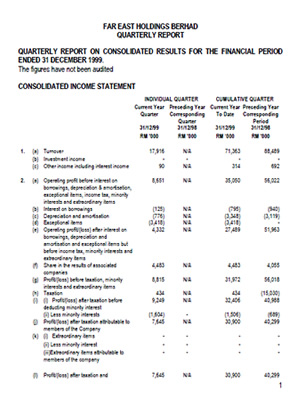 FAR EAST HOLDINGS BERHAD
QUARTERLY REPORT
QUARTERLY REPORT ON CONSOLIDATED RESULTS FOR THE FINANCIAL PERIOD
ENDED 31 DECEMBER 1999.
The figures have not been audited
CONSOLIDATED INCOME STATEMENT
INDIVIDUAL QUARTER CUMULATIVE QUARTER
Current Year Preceding Year Current Year Preceding Year
Quarter Corresponding To Date Corresponding
Quarter Period
31/12/99 31/12/98 31/12/99 31/12/98
RM '000 RM '000 RM '000 RM '000
1. (a) Turnover 17,916 N/A 71,363 88,489
(b) Investment income - N/A - -
(c) Other income including interest 90 N/A 314 692
2. (a) Operating profit before interest on 8,651 N/A 35,050 56,022
borrowings, depreciation & amortisation,
exceptional items, income tax, minority
interests and extraordinary items
(b) Interest on borrowings (125) N/A (795) (940)
(c) Depreciation and amortisation (776) N/A (3,348) (3,119)
(d) Exceptional items (3,418) N/A (3,418) -
(e) Operating profit/(loss) after interest on 4,332 N/A 27,489 51,963
borrowings, depreciation and
amortisation and exceptional items but
before income tax, minority interests and
extraordinary items
(f) Share in the results of associated 4,483 N/A 4,483 4,055
companies
(g) Profit/(loss) before taxation, minority 8,815 N/A 31,972 56,018
interests and extraordinary items
(h) Taxation 434 N/A 434 (15,030)
(i) (i) Profit/(loss) after taxation before 9,249 N/A 32,406 40,988
deducting minority interest
(ii) Less minority interests (1,604) - (1,506) (689)
(j) Profit/(loss) after taxation attributable to 7,645 N/A 30,900 40,299
members of the Company
(k) (i) Extraordinary items - - - -
(ii) Less minority interest - - - -
(iii)Extraordinary items attributable to - - - -
members of the company
(l) Profit/(loss) after taxation and 7,645 N/A 30,900 40,299
1